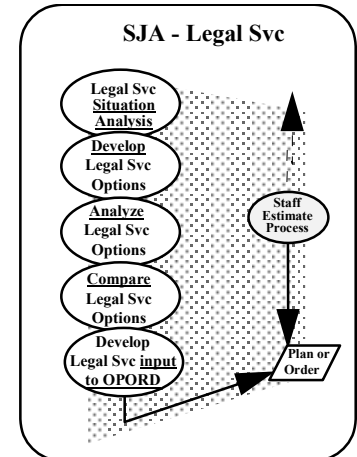 SJA - Legal Svc
Legal Svc
Situation
Analysis
Develop
Legal Svc
Options
Analyze
Legal Svc
Options
Compare
Legal Svc
Options
Develop
Legal Svc input
to OPORD
Staff
Estimate
Process
Plan or
Order